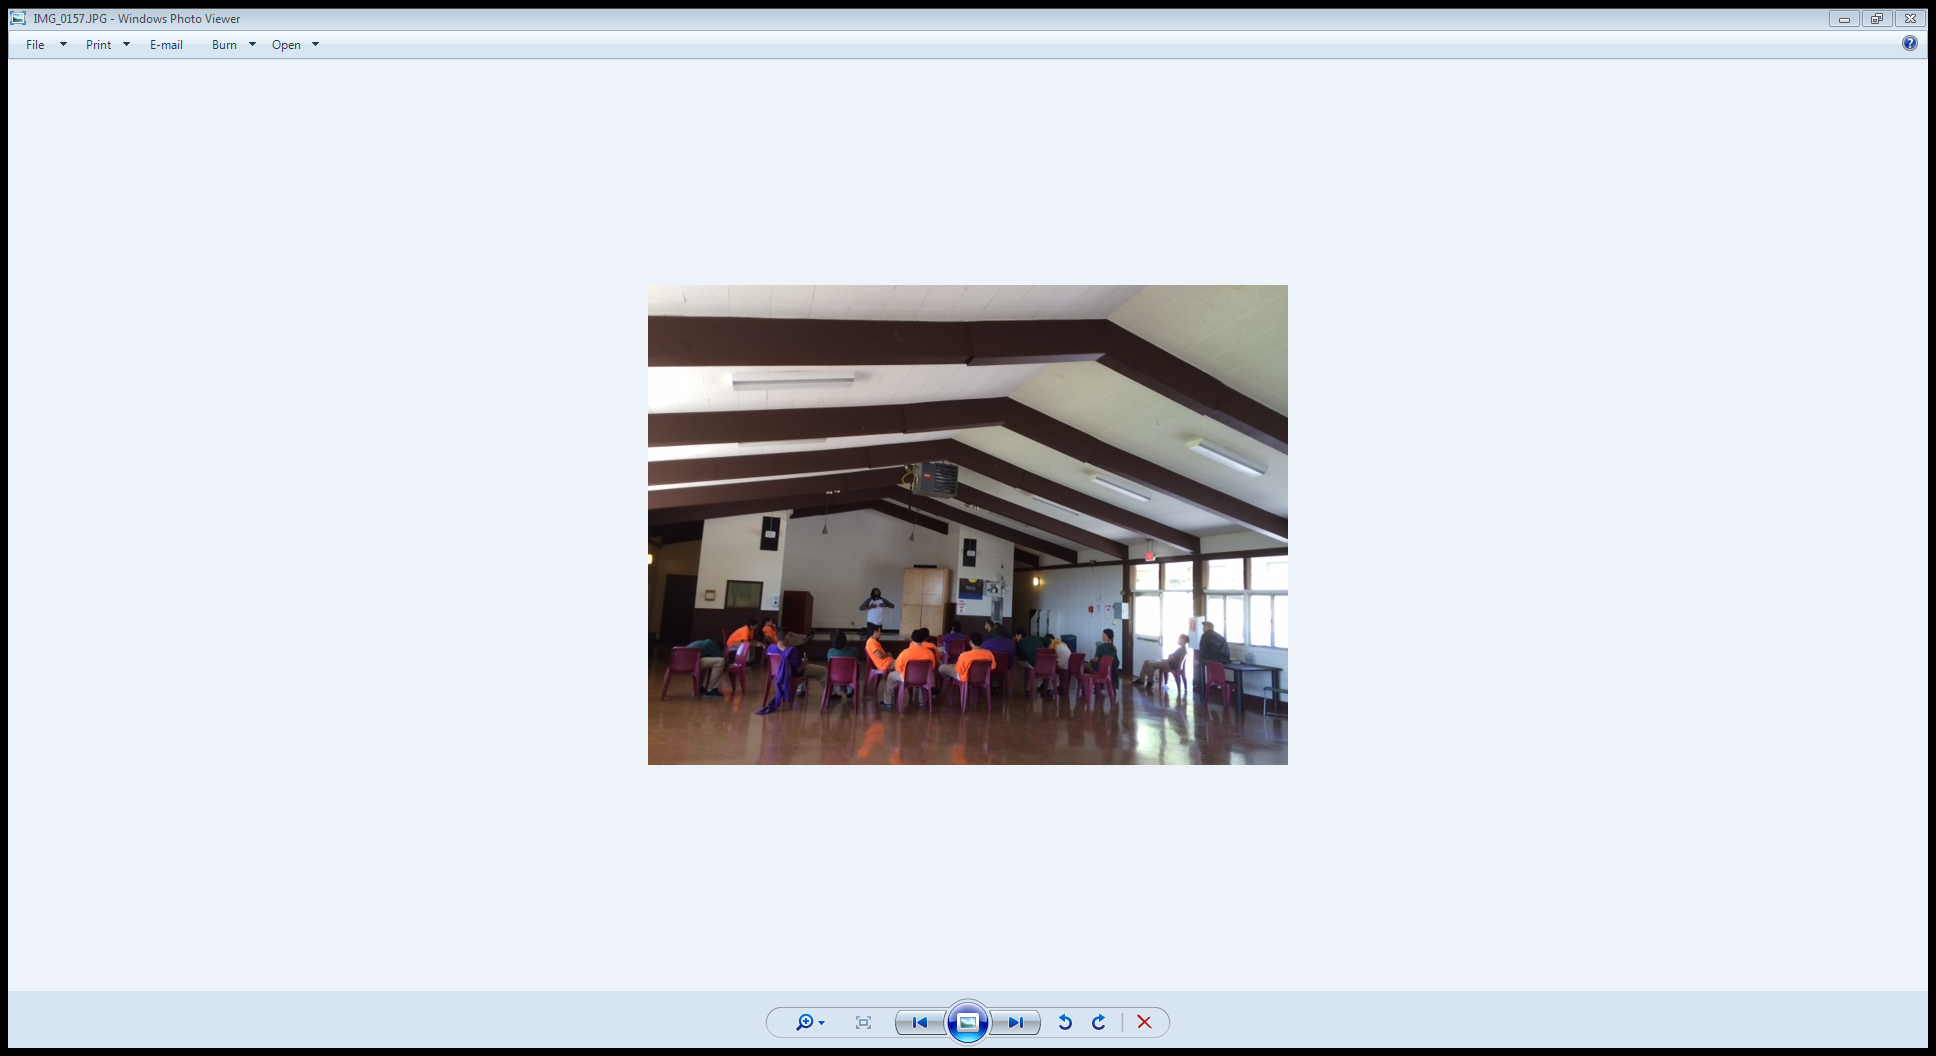 IMG_0157.JPG - Windows Photo Viewer
File Print E-mail Burn Open